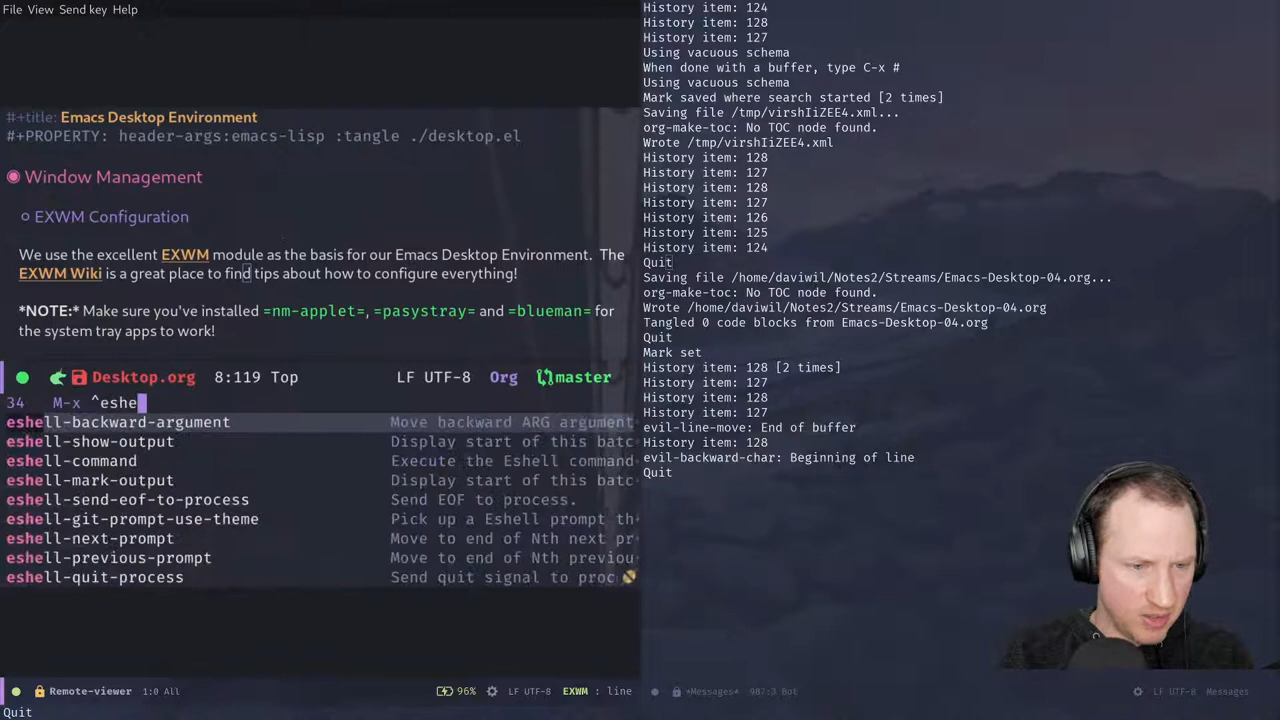 File View Send key Help
#+title: Emacs Desktop Environment
#+PROPERTY: header-args:emacs-lisp :tangle ./desktop.el
Window Management
EXWM Configuration
We use the excellent EXWM module as the basis for our Emacs Desktop Environment. The
EXWM Wiki is a great place to find tips about how to configure everything!
*NOTE:* Make sure you've installed =nm-applet=, =pasystray= and =blueman= for
the system tray apps to work!
Desktop.org 8:119 Top LF UTF-8 Org master
34 M-x ^eshe
eshell-backward-argument Move backward ARG argument
eshell-show-output Display start of this batc
eshell-command Execute the Eshell command
eshell-mark-output Display start of this batc
eshell-send-eof-to-process Send EOF to process.
eshell-git-prompt-use-theme Pick up a Eshell prompt th
eshell-next-prompt Move to end of Nth next pr
eshell-previous-prompt Move to end of Nth previou
eshell-quit-process Send quit signal to proc
Remote-viewer 1:0 All 96% LF UTF-8 EXWM : line
Quit
History item: 124
History item: 128
History item: 127
Using vacuous schema
When done with a buffer, type C-x #
Using vacuous schema
Mark saved where search started [2 times]
Saving file /tmp/virshIiZEE4.xml...
org-make-toc: No TOC node found.
Wrote /tmp/virshIiZEE4.xml
History item: 128
History item: 127
History item: 128
History item: 127
History item: 126
History item: 125
History item: 124
Quit
Saving file /home/daviwil/Notes2/Streams/Emacs-Desktop-04.org...
org-make-toc: No TOC node found.
Wrote /home/daviwil/Notes2/Streams/Emacs-Desktop-04.org
Tangled 0 code blocks from Emacs-Desktop-04.org
Quit
Mark set
History item: 128 [2 times]
History item: 127
History item: 128
History item: 127
evil-line-move: End of buffer
History item: 128
evil-backward-char: Beginning of line
Quit
*Messages* 987:3 Bot LF UTF-8 Messages